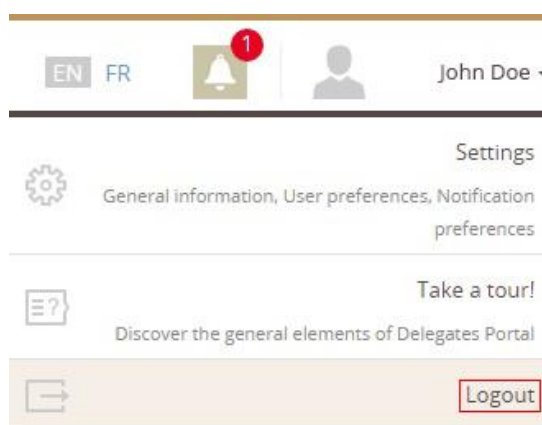 EN FR 1 John Doe
Settings
General information, User preferences, Notification
preferences
Take a tour!
Discover the general elements of Delegates Portal
Logout